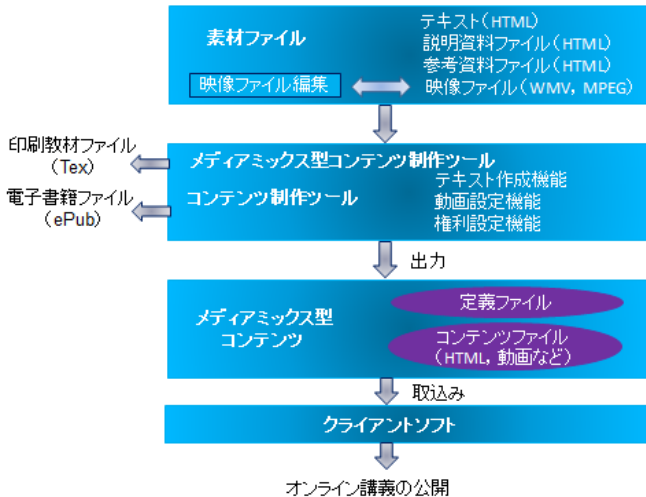 素材ファイル
テキスト(HTML)
説明資料ファイル(HTML)
参考資料ファイル(HTML)
映像ファイル編集
映像ファイル(WMV，MPEG)
印刷教材ファイル
(Tex)
メディアミックス型コンテンツ制作ツール
電子書籍ファイル
(ePub)
コンテンツ制作ツール
テキスト作成機能
動画設定機能
権利設定機能
出力
メディアミックス型
コンテンツ
定義ファイル
コンテンツファイル
(HTML，動画など)
取込み
クライアントソフト
オンライン講義の公開